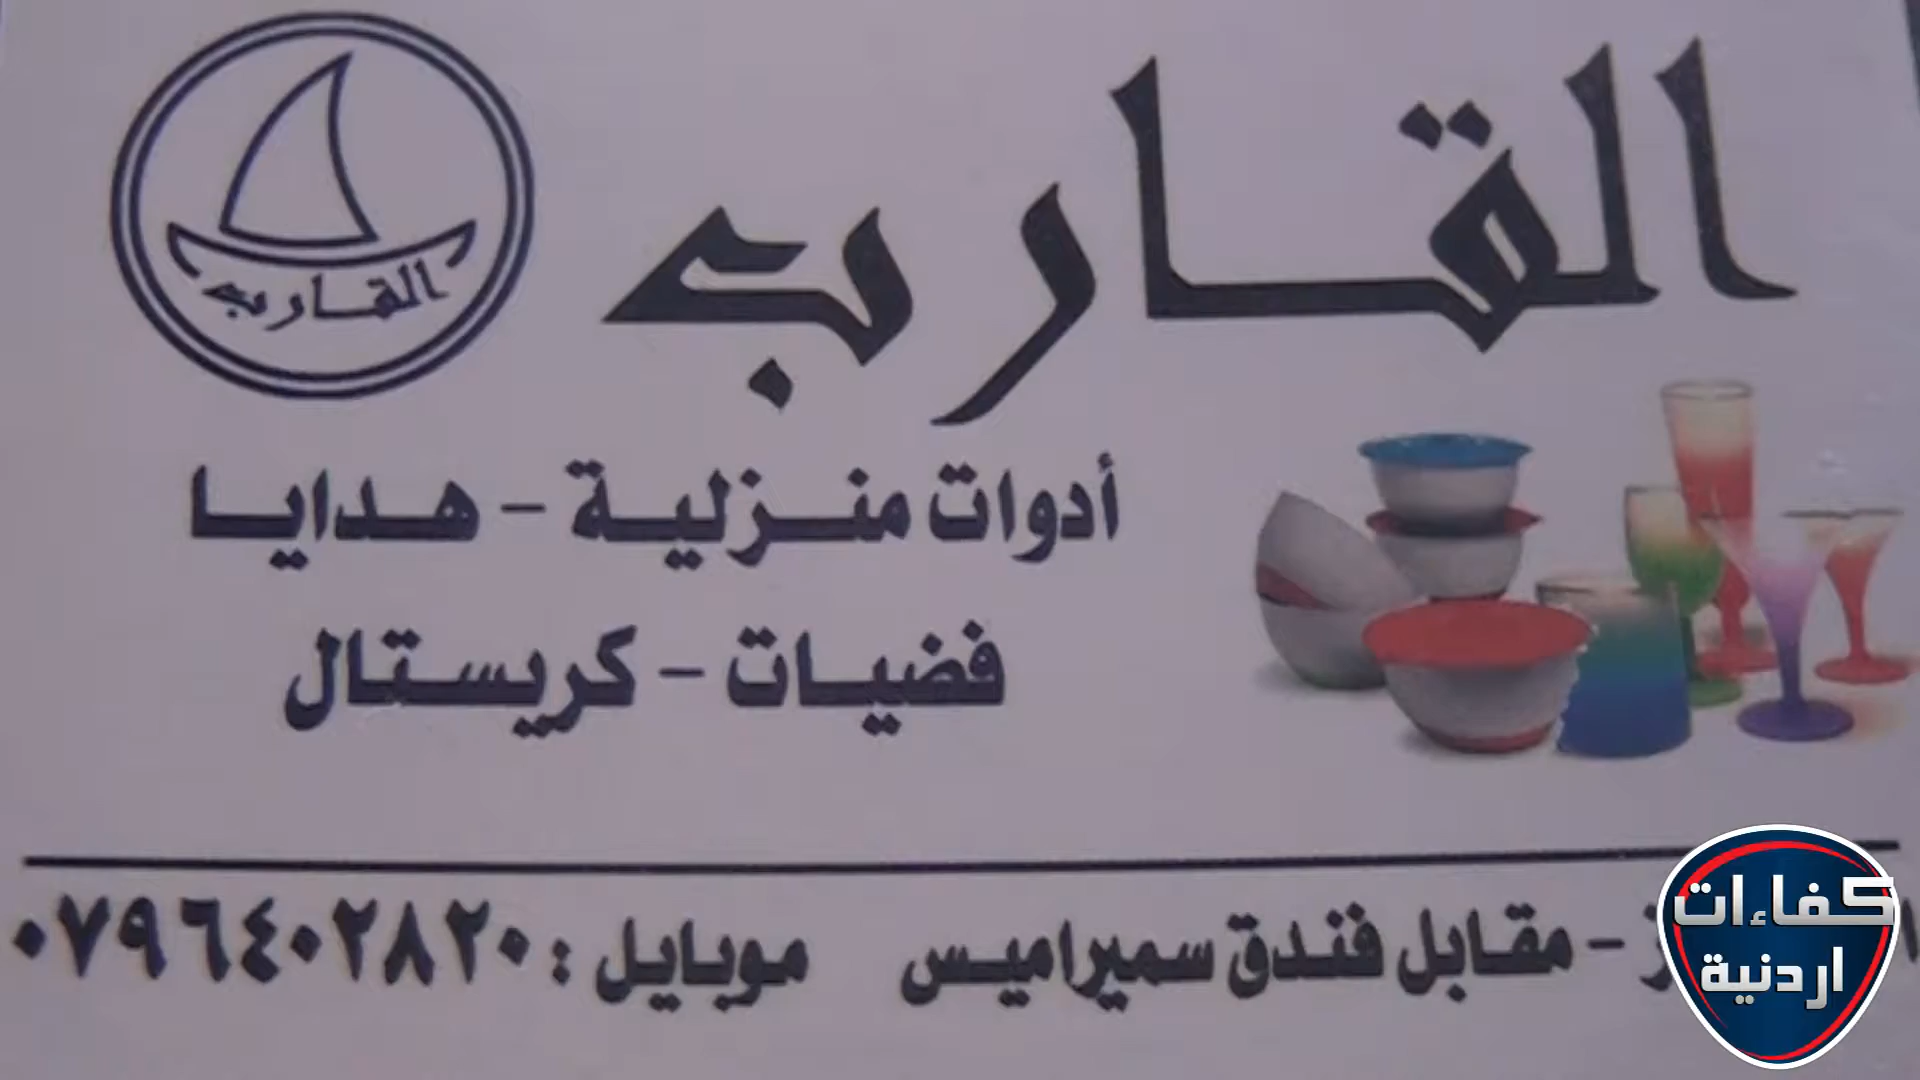 القارب
القارب
أدوات منزلية - هدايا
فضيات - كريستال
- مقابل فندق سميراميس موبايل : ٠٧٩٦٤٠٢٨٢٠
كفاءات
اردنية